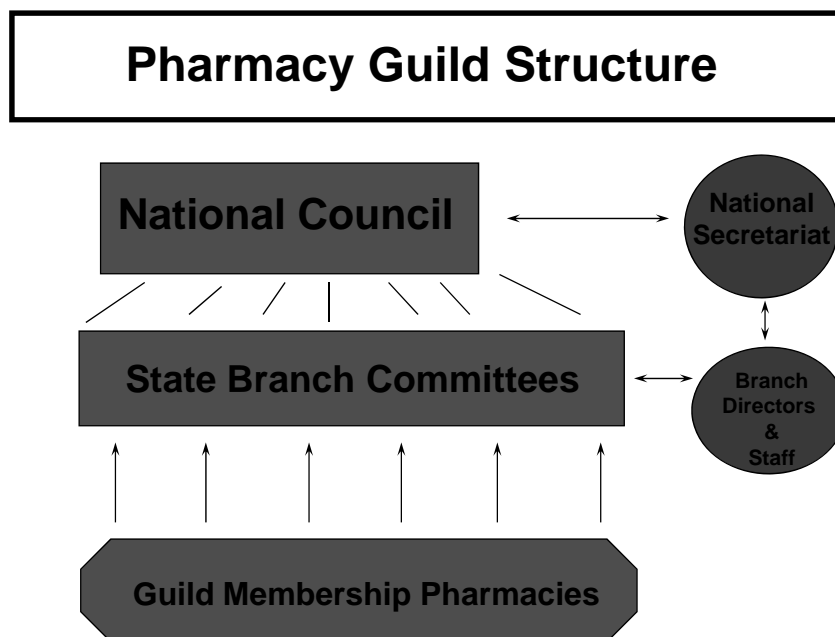 Pharmacy Guild Structure
National Council
National
Secretariat
State Branch Committees
Branch
Directors
&
Staff
Guild Membership Pharmacies